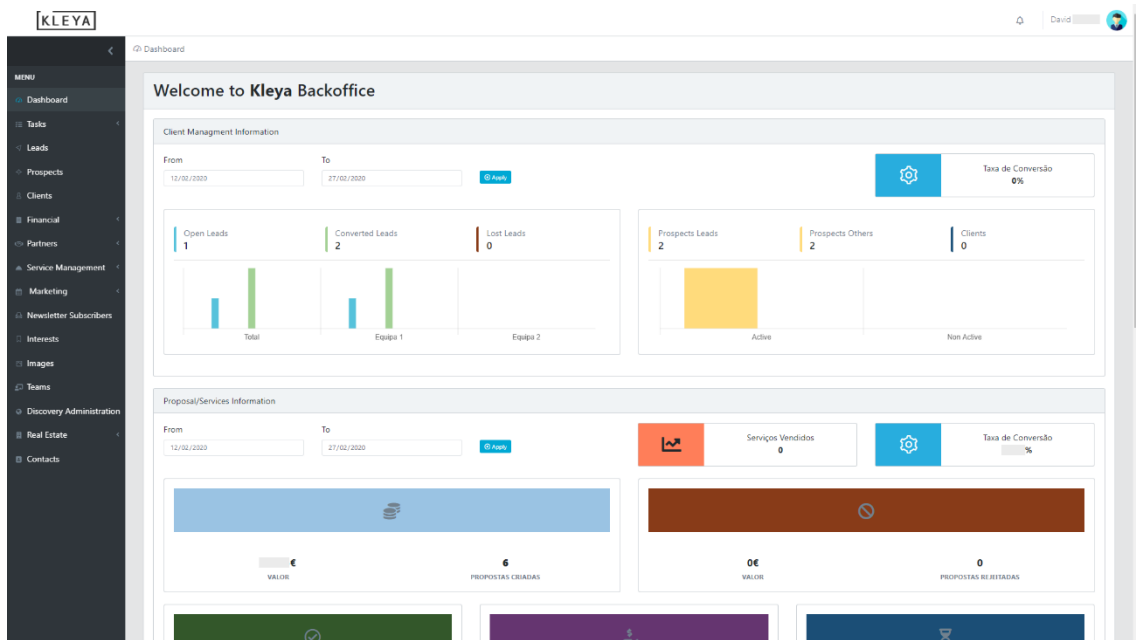 KLEYA
David
Dashboard
MENU
Dashboard
Tasks
Leads
Prospects
Clients
Financial
Partners
Service Management
Marketing
Newsletter Subscribers
Interests
Images
Teams
Discovery Administration
Real Estate
Contacts
Welcome to Kleya Backoffice
Client Managment Information
From To
12/02/2020 27/02/2020 Apply
Taxa de Conversão
0%
Open Leads Converted Leads Lost Leads
1 2 0
Total Equipa 1 Equipa 2
Prospects Leads Prospects Others Clients
2 2 0
Active Non Active
Proposal/Services Information
From To
12/02/2020 27/02/2020 Apply
Serviços Vendidos
0
Taxa de Conversão
%
€ 6
VALOR PROPOSTAS CRIADAS
0€ 0
VALOR PROPOSTAS REJEITADAS